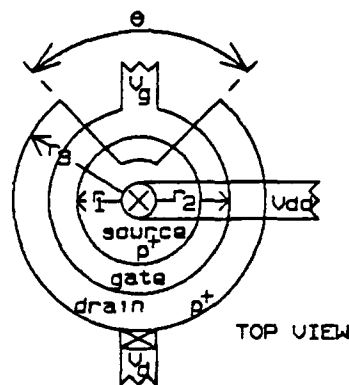 θ
Vg
r3
r1
r2
Vdd
source
p+
gate
drain p+
TOP VIEW
Vd